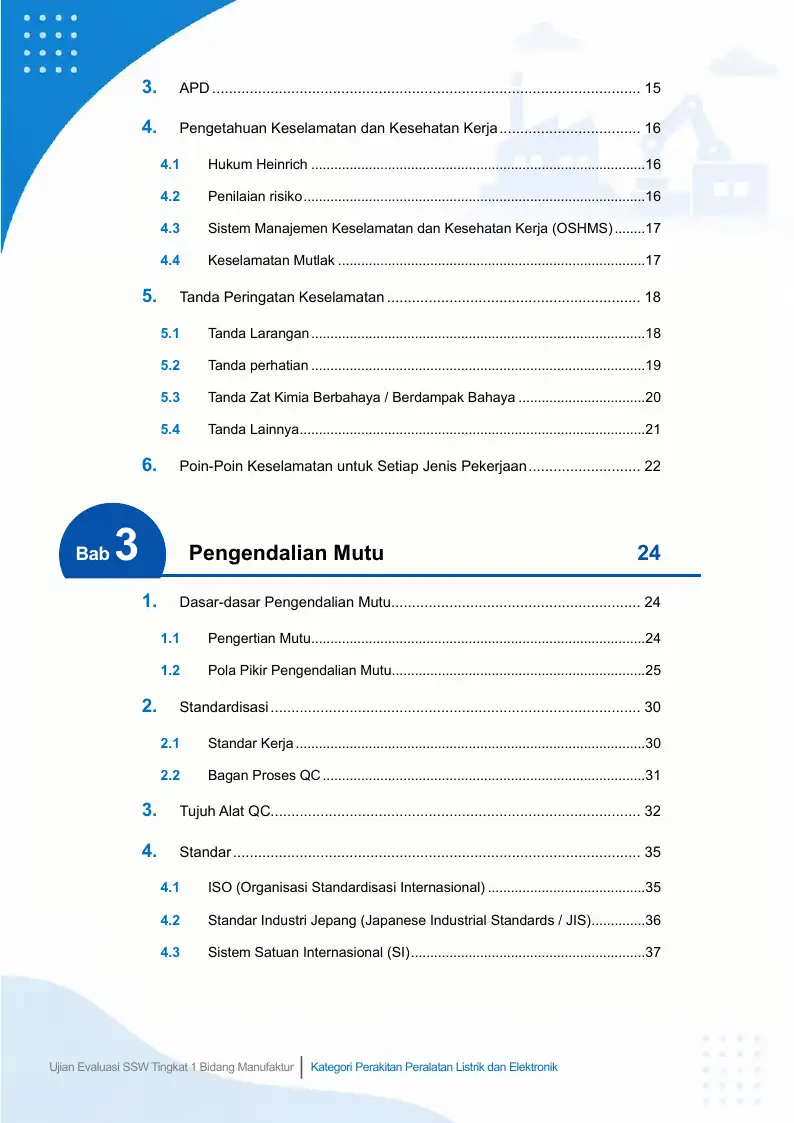 3. APD ........................................................................................................ 15
4. Pengetahuan Keselamatan dan Kesehatan Kerja .................................. 16
4.1 Hukum Heinrich .......................................................................................16
4.2 Penilaian risiko.........................................................................................16
4.3 Sistem Manajemen Keselamatan dan Kesehatan Kerja (OSHMS) ........17
4.4 Keselamatan Mutlak ................................................................................17
5. Tanda Peringatan Keselamatan ............................................................. 18
5.1 Tanda Larangan .......................................................................................18
5.2 Tanda perhatian .......................................................................................19
5.3 Tanda Zat Kimia Berbahaya / Berdampak Bahaya .................................20
5.4 Tanda Lainnya..........................................................................................21
6. Poin-Poin Keselamatan untuk Setiap Jenis Pekerjaan ........................... 22
Bab 3 Pengendalian Mutu 24
1. Dasar-dasar Pengendalian Mutu............................................................ 24
1.1 Pengertian Mutu.......................................................................................24
1.2 Pola Pikir Pengendalian Mutu..................................................................25
2. Standardisasi ......................................................................................... 30
2.1 Standar Kerja ...........................................................................................30
2.2 Bagan Proses QC ....................................................................................31
3. Tujuh Alat QC......................................................................................... 32
4. Standar .................................................................................................. 35
4.1 ISO (Organisasi Standardisasi Internasional) .........................................35
4.2 Standar Industri Jepang (Japanese Industrial Standards / JIS)..............36
4.3 Sistem Satuan Internasional (SI).............................................................37
Ujian Evaluasi SSW Tingkat 1 Bidang Manufaktur | Kategori Perakitan Peralatan Listrik dan Elektronik